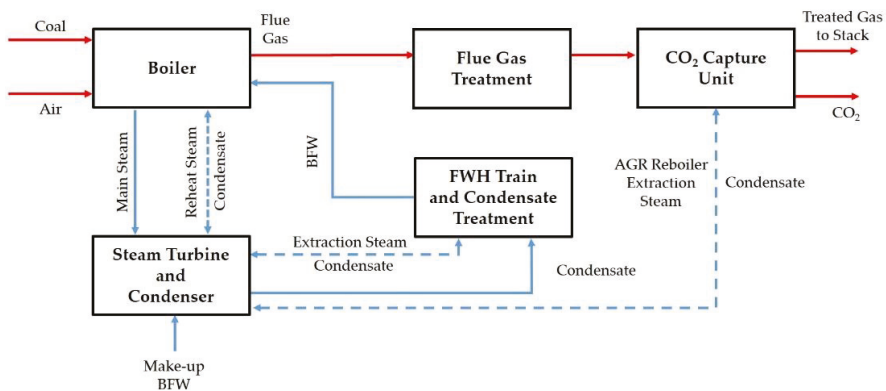 Coal
Air
Boiler
Flue
Gas
Flue Gas
Treatment
CO₂ Capture
Unit
Treated Gas
to Stack
CO₂
Main Steam
Reheat Steam
Condensate
BFW
FWH Train
and Condensate
Treatment
AGR Reboiler
Extraction
Steam
Condensate
Steam Turbine
and
Condenser
Extraction Steam
Condensate
Condensate
Make-up
BFW